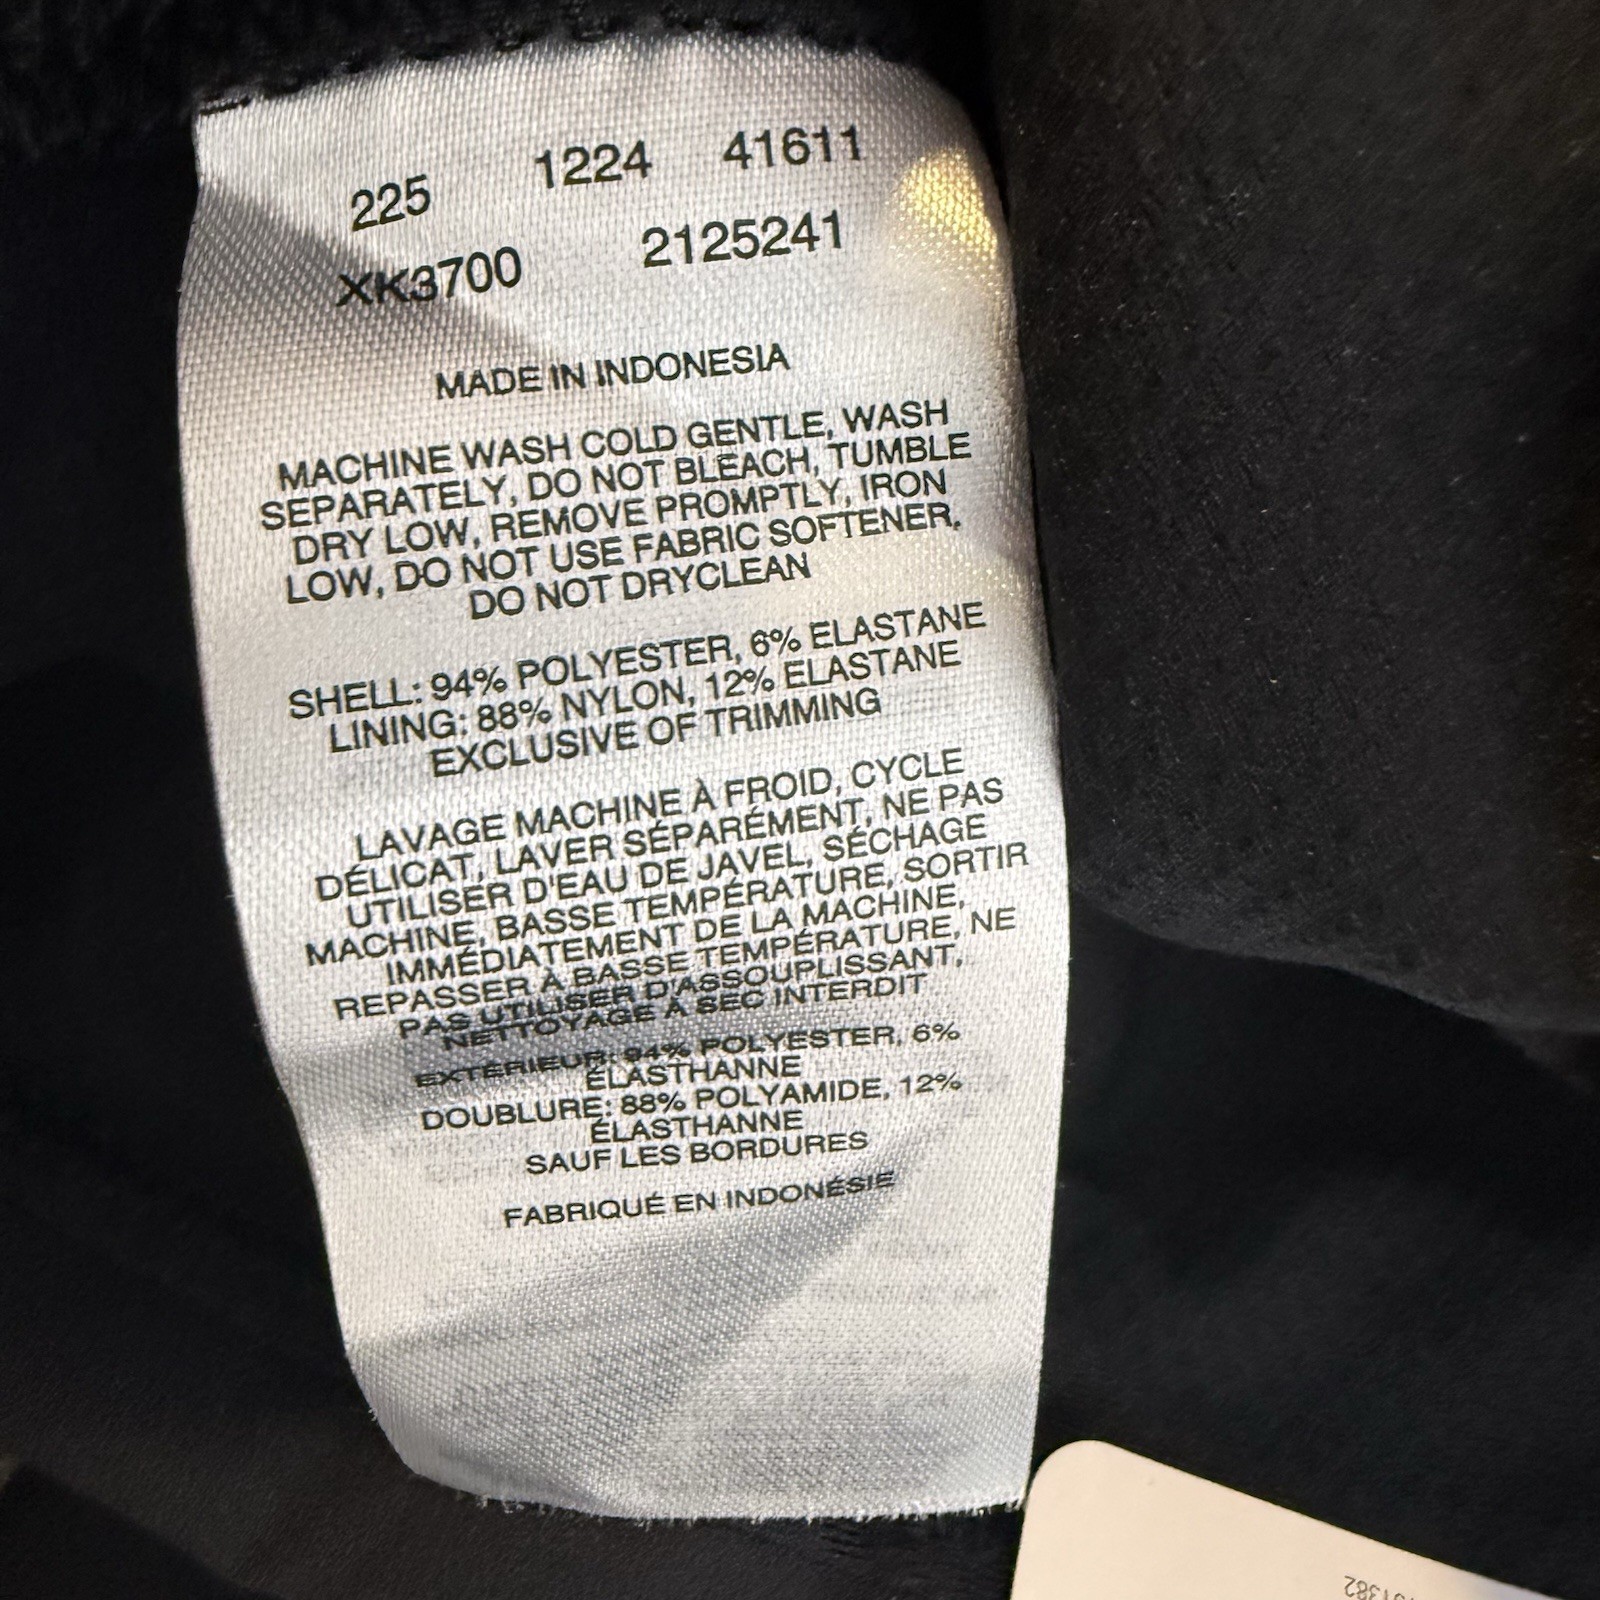 225 1224 41611
XK3700 2125241
MADE IN INDONESIA
MACHINE WASH COLD GENTLE, WASH
SEPARATELY, DO NOT BLEACH, TUMBLE
DRY LOW, REMOVE PROMPTLY, IRON
LOW, DO NOT USE FABRIC SOFTENER,
DO NOT DRYCLEAN
SHELL: 94% POLYESTER, 6% ELASTANE
LINING: 88% NYLON, 12% ELASTANE
EXCLUSIVE OF TRIMMING
LAVAGE MACHINE À FROID, CYCLE
DÉLICAT, LAVER SÉPARÉMENT, NE PAS
UTILISER D'EAU DE JAVEL, SÉCHAGE
MACHINE, BASSE TEMPÉRATURE, SORTIR
IMMÉDIATEMENT DE LA MACHINE,
REPASSER À BASSE TEMPÉRATURE, NE
PAS UTILISER D'ASSOUPLISSANT,
NETTOYAGE À SEC INTERDIT
EXTÉRIEUR: 94% POLYESTER, 6%
ÉLASTHANNE
DOUBLURE: 88% POLYAMIDE, 12%
ÉLASTHANNE
SAUF LES BORDURES
FABRIQUÉ EN INDONÉSIE